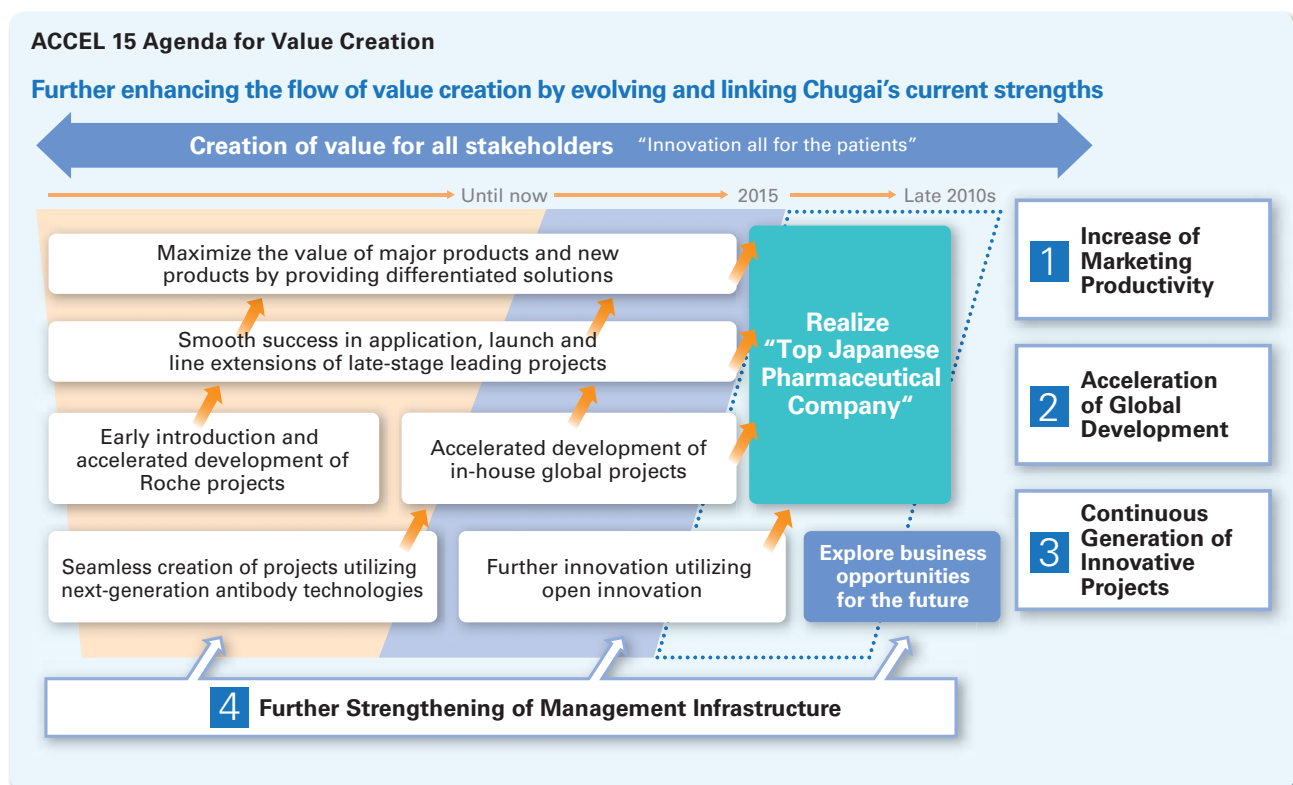 ACCEL 15 Agenda for Value Creation
Further enhancing the flow of value creation by evolving and linking Chugai's current strengths
Creation of value for all stakeholders "Innovation all for the patients"
Until now
2015
Late 2010s
Maximize the value of major products and new
products by providing differentiated solutions
Smooth success in application, launch and
line extensions of late-stage leading projects
Early introduction and
accelerated development of
Roche projects
Accelerated development of
in-house global projects
Realize
“Top Japanese
Pharmaceutical
Company“
Seamless creation of projects utilizing
next-generation antibody technologies
Further innovation utilizing
open innovation
Explore business
opportunities
for the future
1
Increase of
Marketing
Productivity
2
Acceleration
of Global
Development
3
Continuous
Generation of
Innovative
Projects
4 Further Strengthening of Management Infrastructure